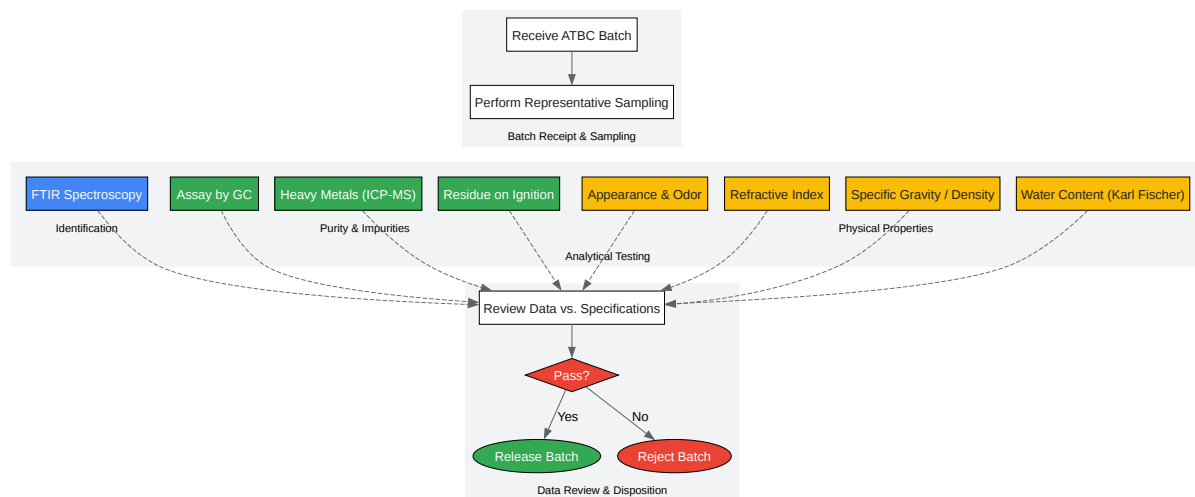 Receive ATBC Batch
Perform Representative Sampling
Batch Receipt & Sampling
FTIR Spectroscopy
Assay by GC
Heavy Metals (ICP-MS)
Residue on Ignition
Appearance & Odor
Refractive Index
Specific Gravity / Density
Water Content (Karl Fischer)
Identification
Purity & Impurities
Physical Properties
Analytical Testing
Review Data vs. Specifications
Pass?
Yes
No
Release Batch
Reject Batch
Data Review & Disposition